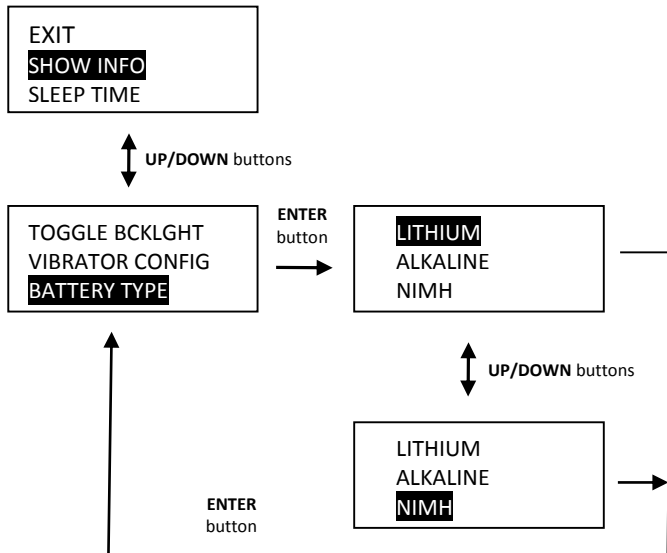 EXIT
SHOW INFO
SLEEP TIME
UP/DOWN buttons
TOGGLE BCKLGHT
VIBRATOR CONFIG
BATTERY TYPE
ENTER
button
LITHIUM
ALKALINE
NIMH
UP/DOWN buttons
LITHIUM
ALKALINE
NIMH
ENTER
button